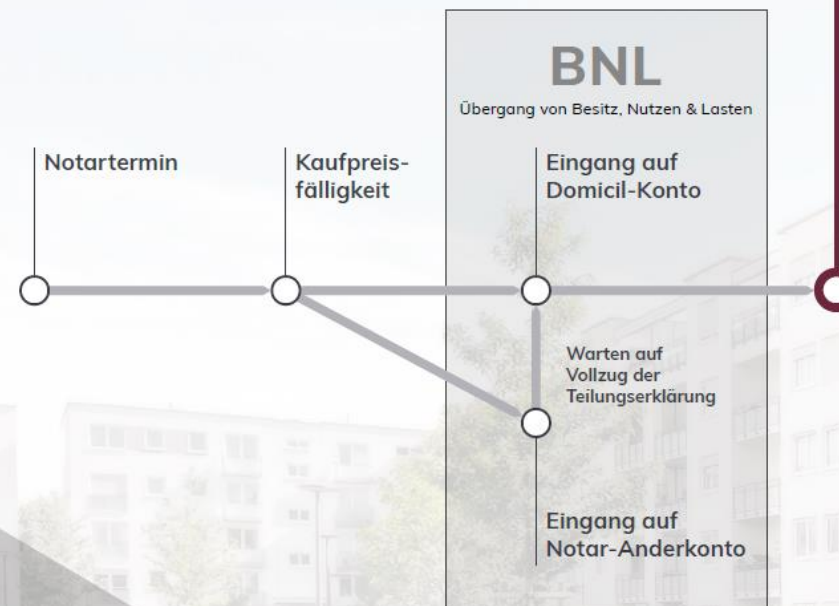 BNL
Übergang von Besitz, Nutzen & Lasten
Notartermin
Kaufpreis-
fälligkeit
Eingang auf
Domicil-Konto
Warten auf
Vollzug der
Teilungserklärung
Eingang auf
Notar-Anderkonto